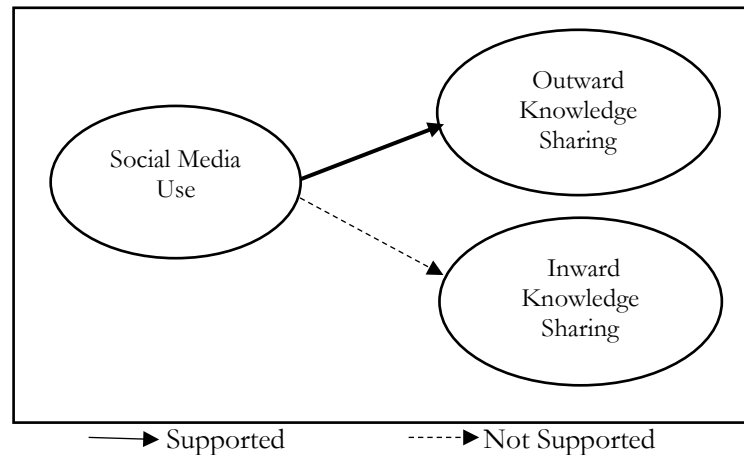 Outward
Knowledge
Sharing
Social Media
Use
Inward
Knowledge
Sharing
Supported
Not Supported